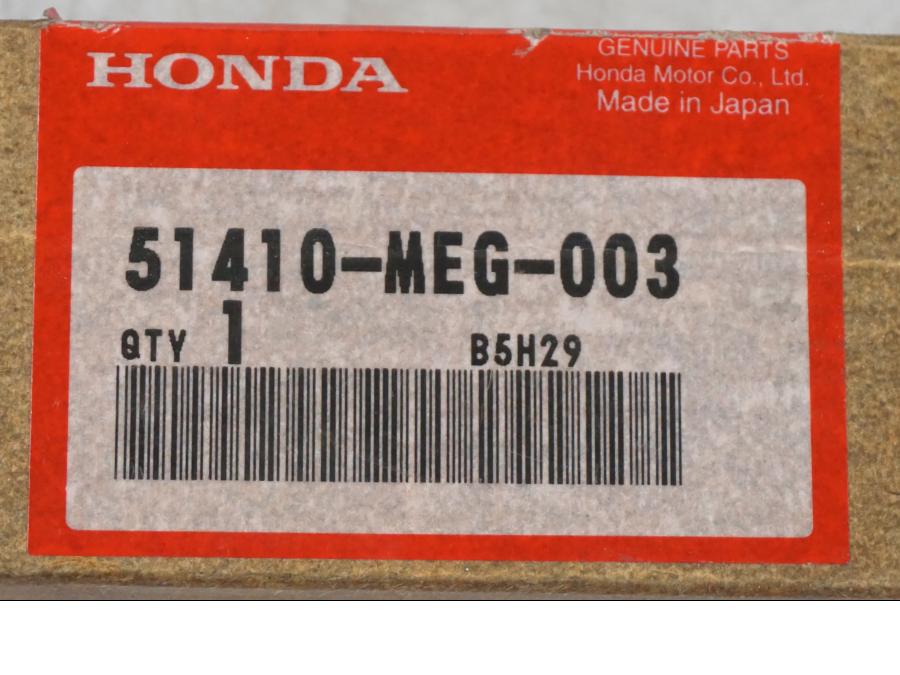 HONDA
GENUINE PARTS
Honda Motor Co., Ltd.
Made in Japan
51410-MEG-003
QTY 1 B5H29